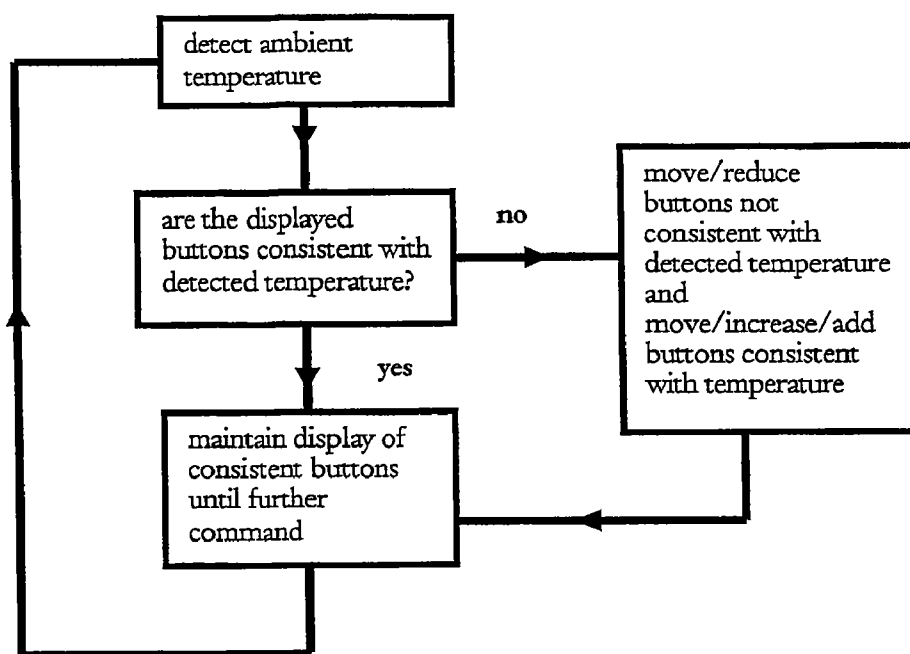 detect ambient
temperature
are the displayed
buttons consistent with
detected temperature?
no
move/reduce
buttons not
consistent with
detected temperature
and
move/increase/add
buttons consistent
with temperature
yes
maintain display of
consistent buttons
until further
command